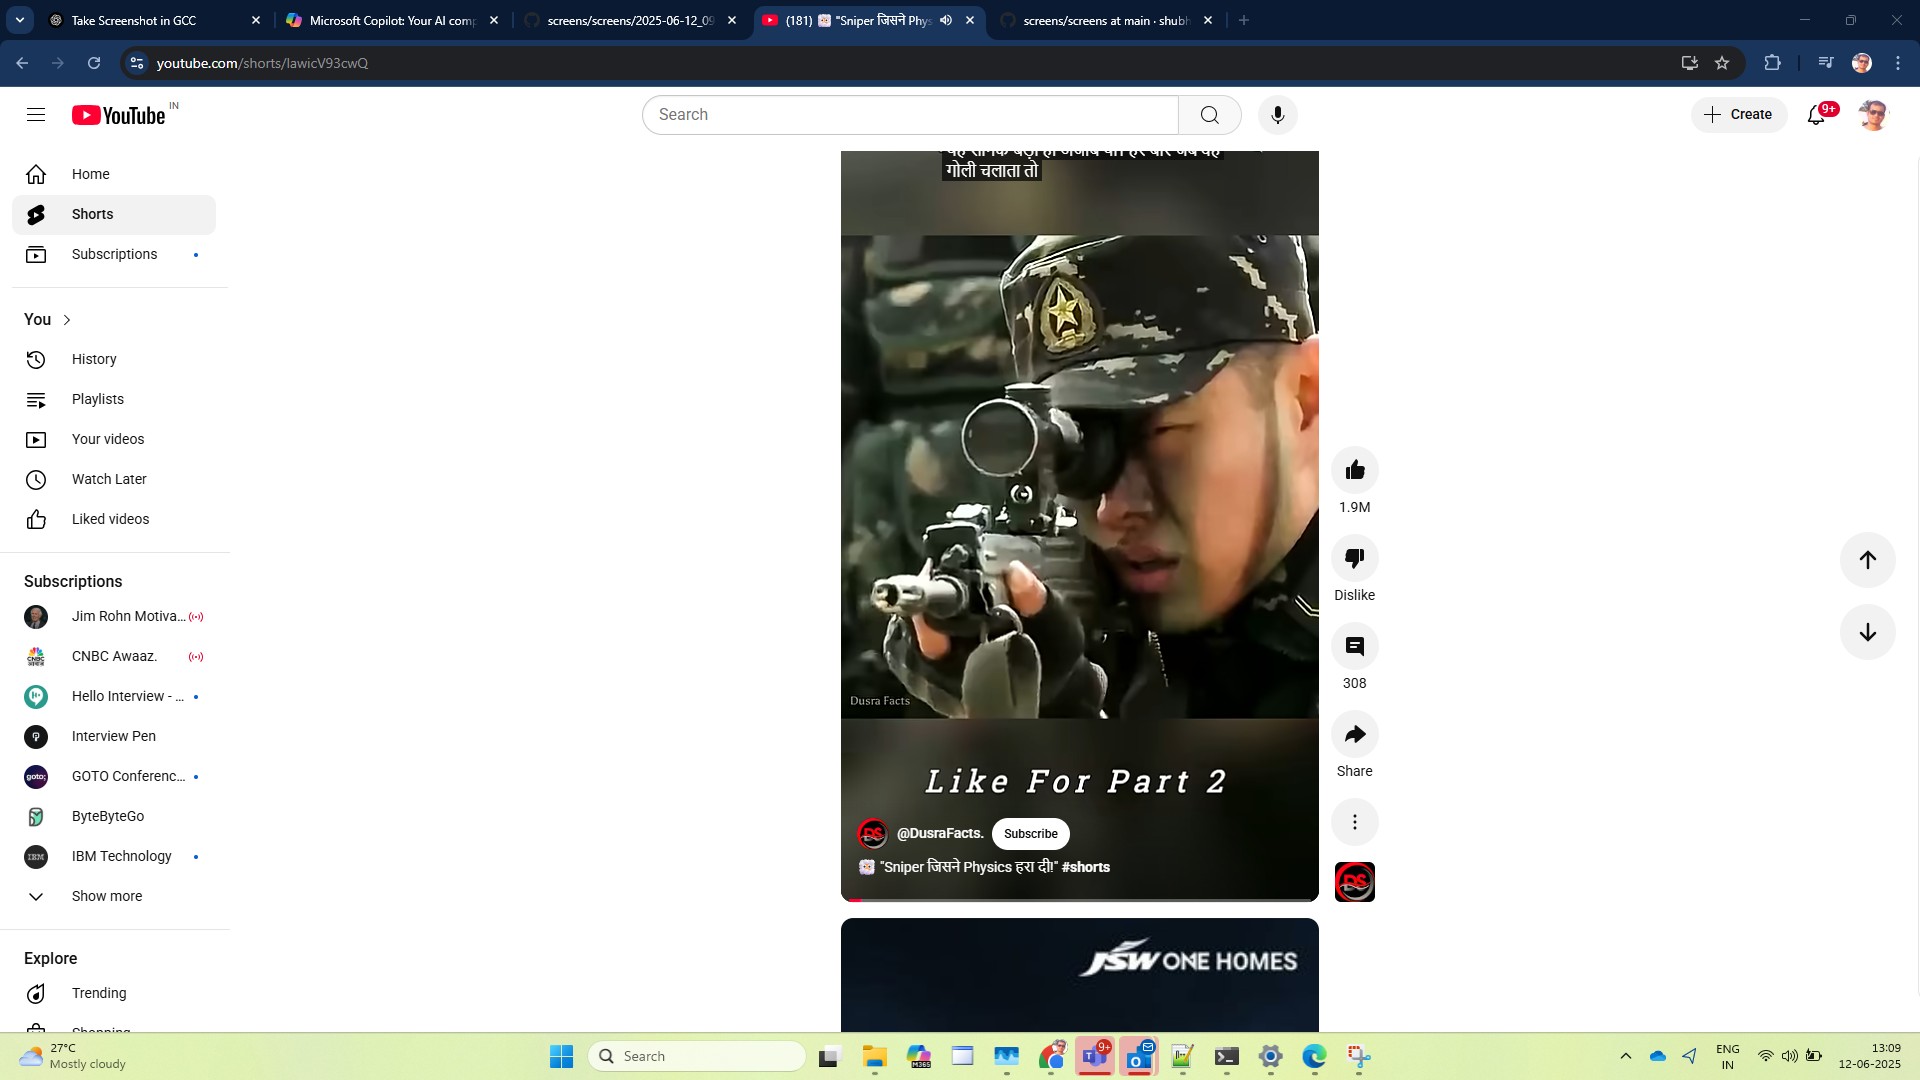 Take Screenshot in GCC
Microsoft Copilot: Your AI comp
screens/screens/2025-06-12_09
(181) "Sniper जिसने Phys
screens/screens at main · shubh
youtube.com/shorts/IawicV93cwQ
YouTube IN
Search
Create
9+
Home
Shorts
Subscriptions
You
History
Playlists
Your videos
Watch Later
Liked videos
Subscriptions
Jim Rohn Motiva...
CNBC Awaaz.
Hello Interview - ...
Interview Pen
GOTO Conferenc...
ByteByteGo
IBM Technology
Show more
Explore
Trending
Shopping
गोली चलाता तो
Dusra Facts
Like For Part 2
@DusraFacts.
Subscribe
"Sniper जिसने Physics हरा दी!" #shorts
1.9M
Dislike
308
Share
JSW ONE HOMES
27°C
Mostly cloudy
Search
M365
9+
ENG
IN
13:09
12-06-2025